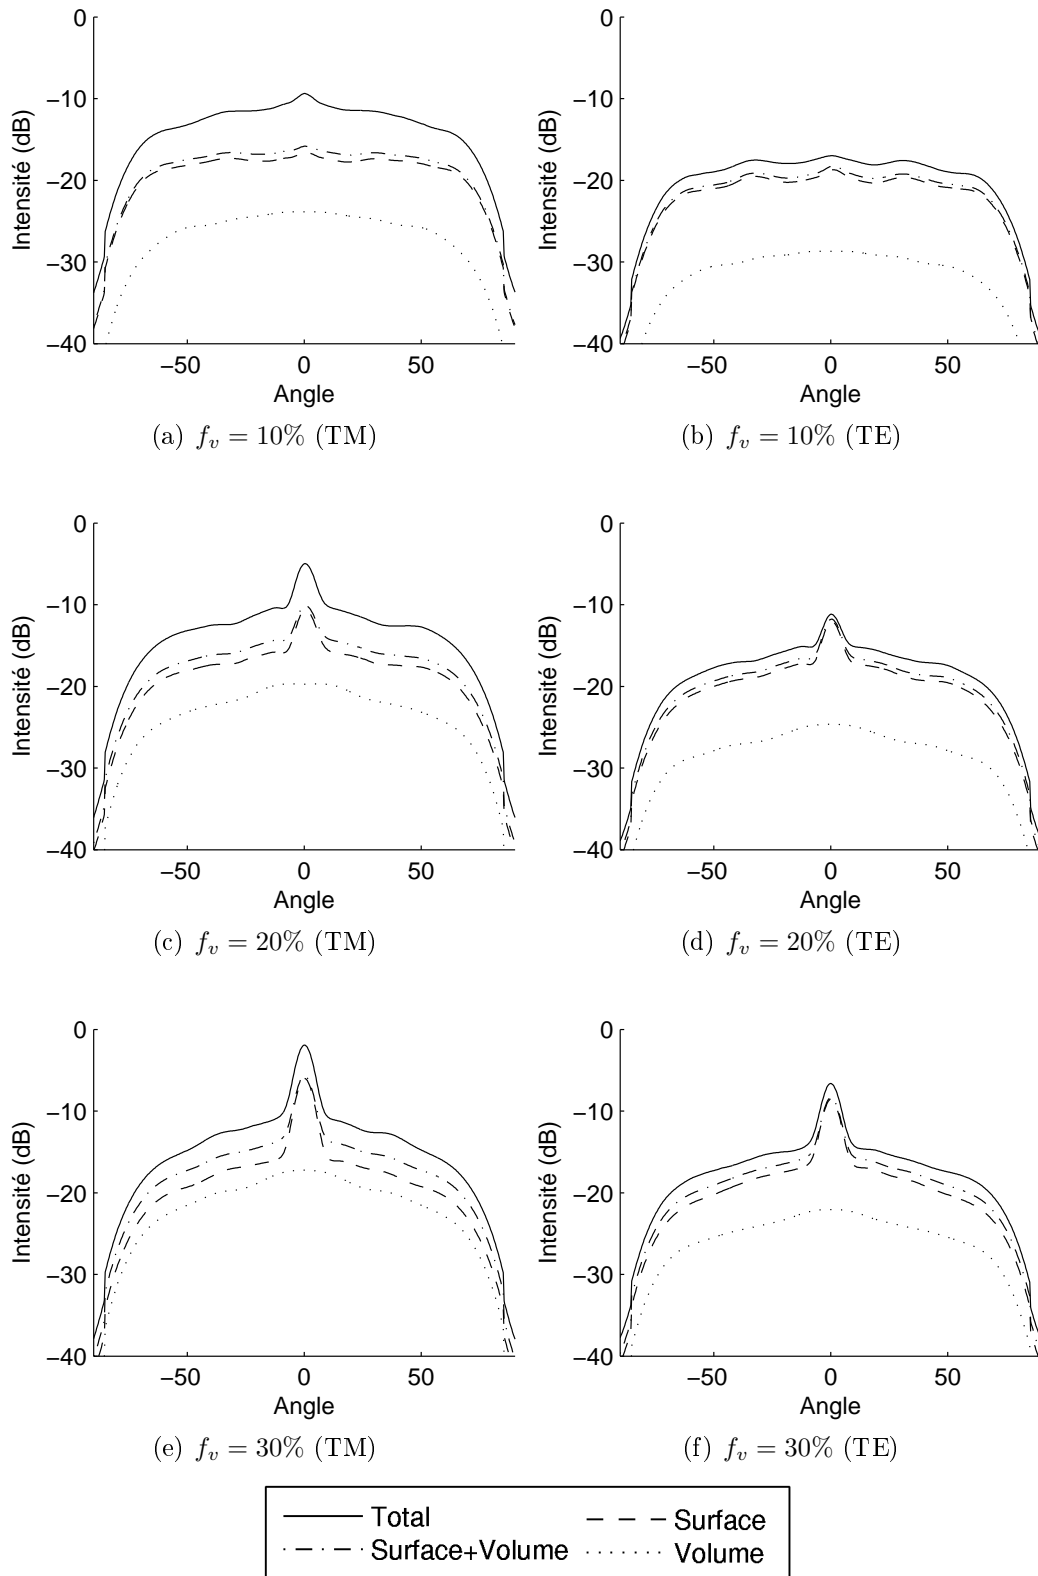 0
−10
−20
−30
−40
−50 0 50
Intensité (dB)
Angle
(a) f_v = 10% (TM)
0
−10
−20
−30
−40
−50 0 50
Intensité (dB)
Angle
(b) f_v = 10% (TE)
0
−10
−20
−30
−40
−50 0 50
Intensité (dB)
Angle
(c) f_v = 20% (TM)
0
−10
−20
−30
−40
−50 0 50
Intensité (dB)
Angle
(d) f_v = 20% (TE)
0
−10
−20
−30
−40
−50 0 50
Intensité (dB)
Angle
(e) f_v = 30% (TM)
0
−10
−20
−30
−40
−50 0 50
Intensité (dB)
Angle
(f) f_v = 30% (TE)
Total
Surface
Surface+Volume
Volume